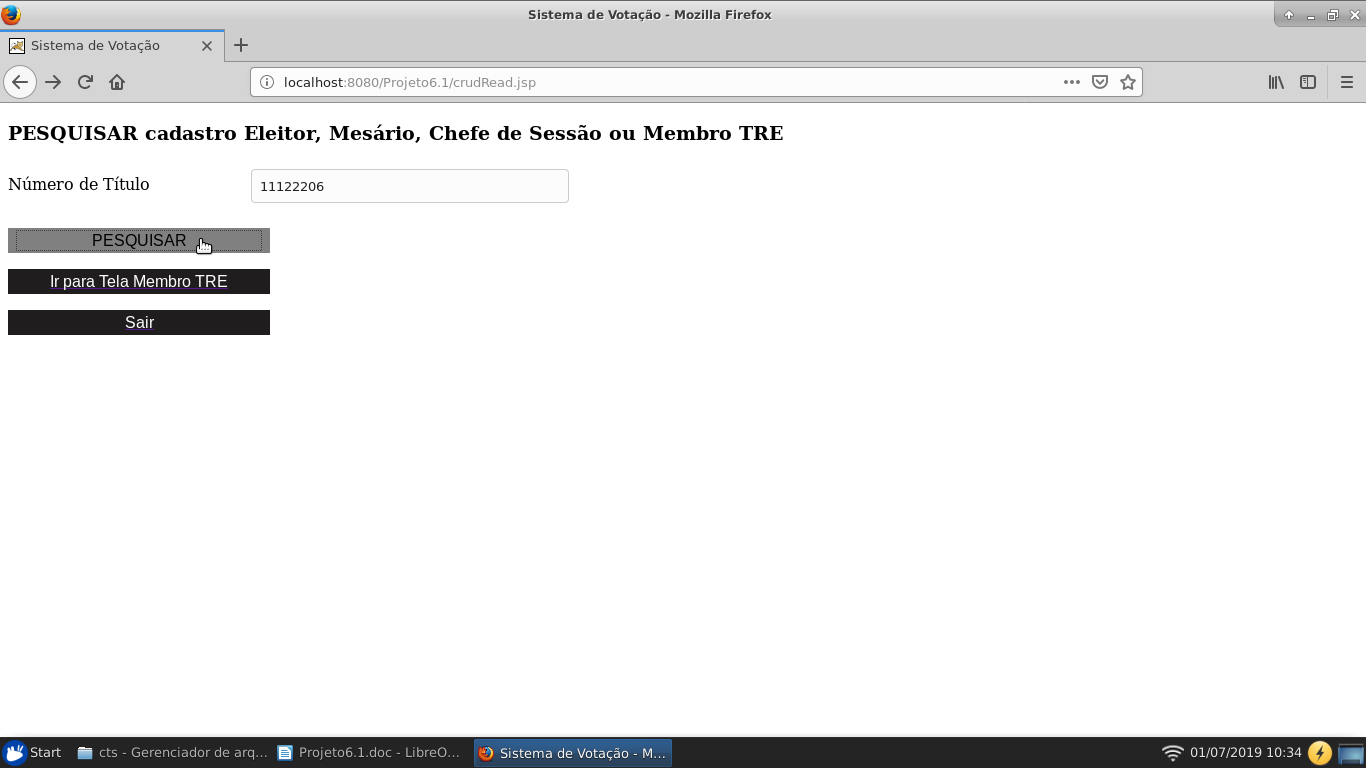 Sistema de Votação - Mozilla Firefox
Sistema de Votação
localhost:8080/Projeto6.1/crudRead.jsp
PESQUISAR cadastro Eleitor, Mesário, Chefe de Sessão ou Membro TRE
Número de Título 11122206
PESQUISAR
Ir para Tela Membro TRE
Sair
Start cts - Gerenciador de arq... Projeto6.1.doc - LibreO... Sistema de Votação - M... 01/07/2019 10:34